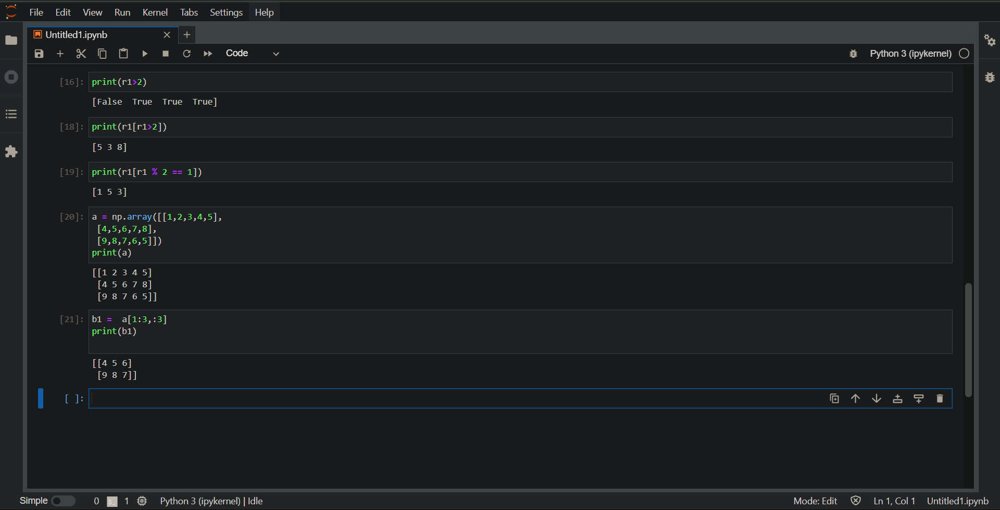 File Edit View Run Kernel Tabs Settings Help
Untitled1.ipynb
Code
Python 3 (ipykernel)
[16]: print(r1>2)
[False  True  True  True]
[18]: print(r1[r1>2])
[5 3 8]
[19]: print(r1[r1 % 2 == 1])
[1 5 3]
[20]: a = np.array([[1,2,3,4,5],
[4,5,6,7,8],
[9,8,7,6,5]])
print(a)
[[1 2 3 4 5]
[4 5 6 7 8]
[9 8 7 6 5]]
[21]: b1 =  a[1:3,:3]
print(b1)
[[4 5 6]
[9 8 7]]
[ ]:
Simple 0 s_ 1 Python 3 (ipykernel) | Idle Mode: Edit Ln 1, Col 1 Untitled1.ipynb